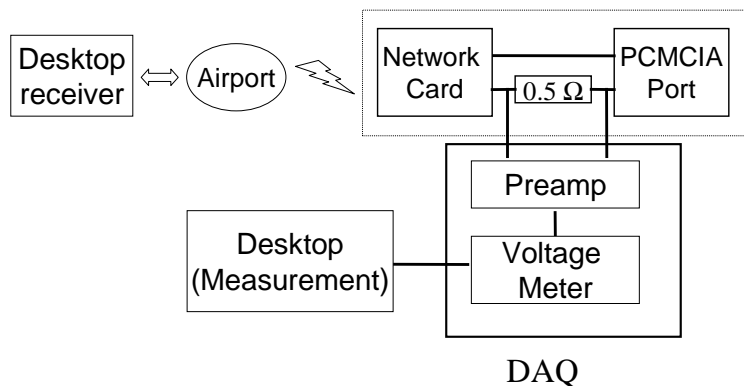 Desktop
receiver
Airport
Network
Card
0.5 Ω
PCMCIA
Port
Preamp
Desktop
(Measurement)
Voltage
Meter
DAQ